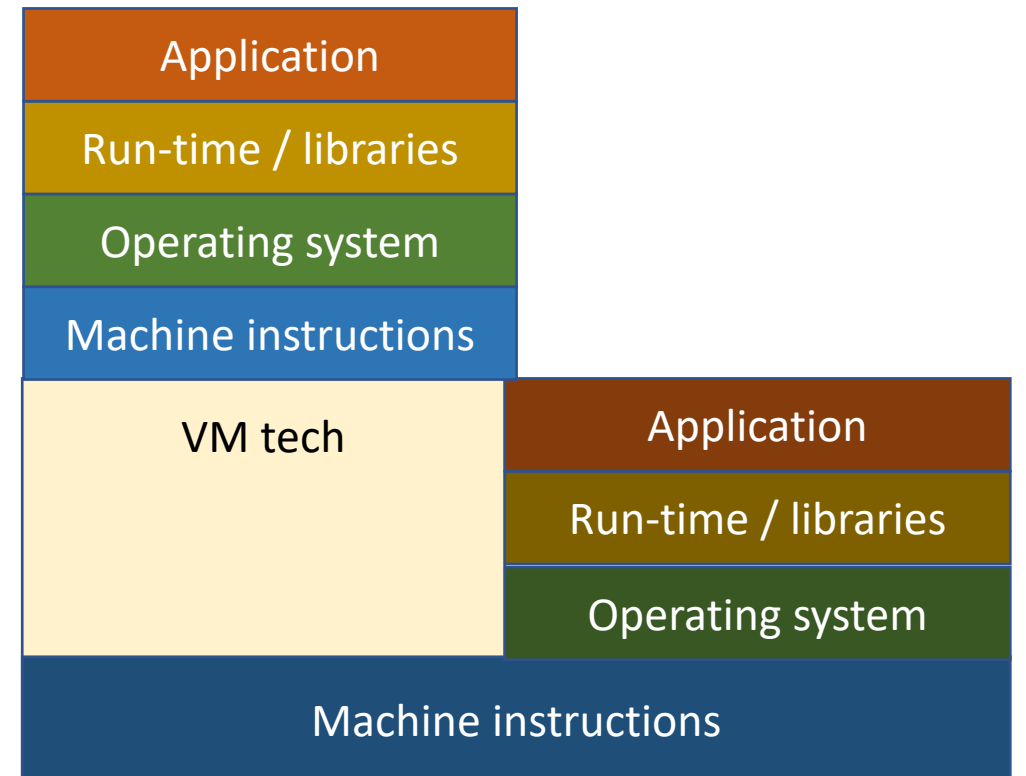 Application
Run-time / libraries
Operating system
Machine instructions
VM tech
Application
Run-time / libraries
Operating system
Machine instructions